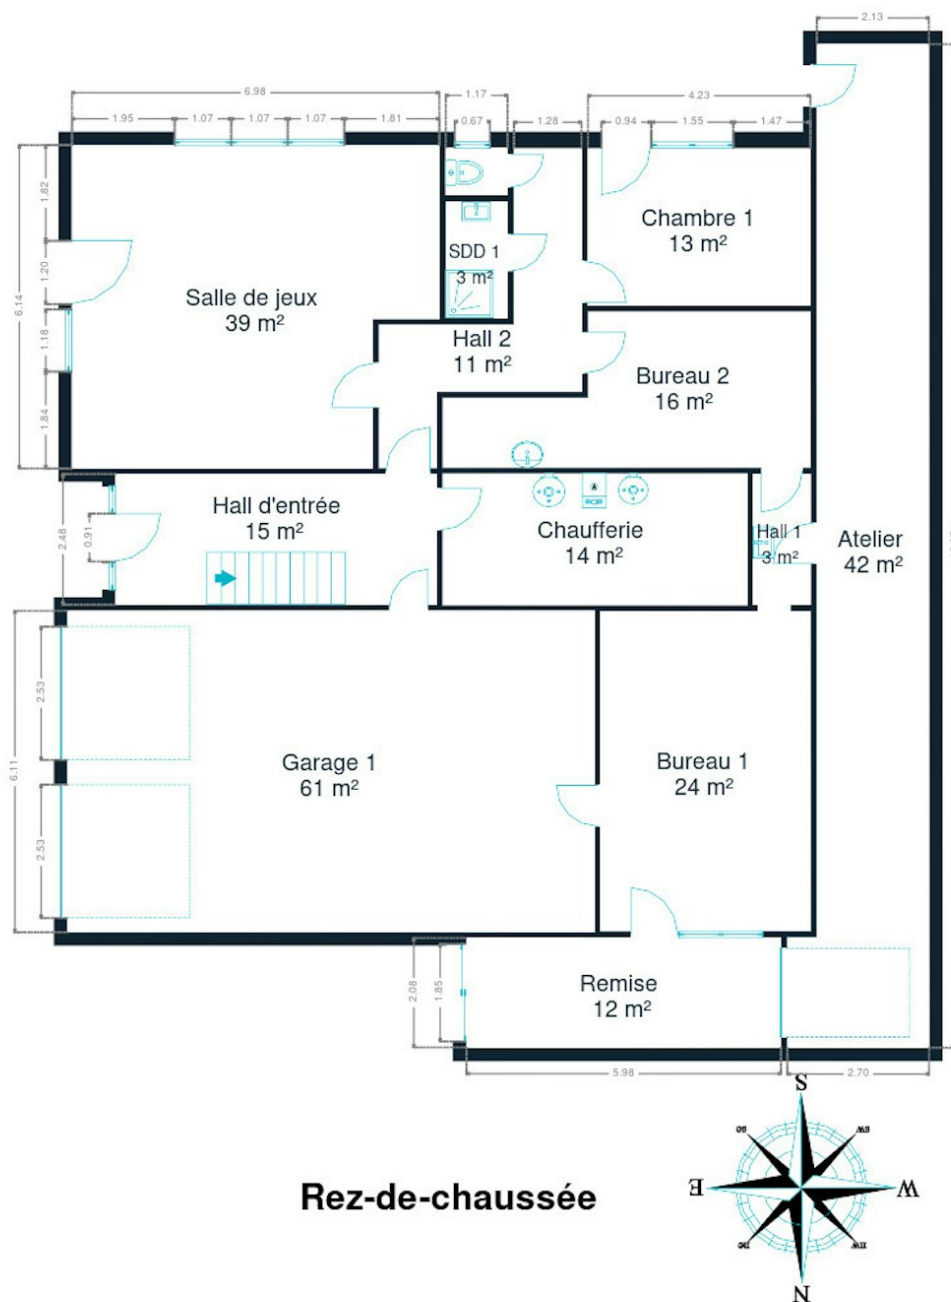 2.13
6.98
1.17
4.23
1.95
1.07
1.07
1.07
1.81
0.67
1.28
0.94
1.55
1.47
1.82
1.20
6.14
1.18
1.84
Chambre 1
13 m²
SDD 1
3 m²
Salle de jeux
39 m²
Hall 2
11 m²
Bureau 2
16 m²
2.48
0.91
Hall d'entrée
15 m²
Chaufferie
14 m²
Hall 1
3 m²
Atelier
42 m²
2.53
6.11
2.53
Garage 1
61 m²
Bureau 1
24 m²
2.08
1.85
Remise
12 m²
5.98
2.70
S
E
W
N
Rez-de-chaussée